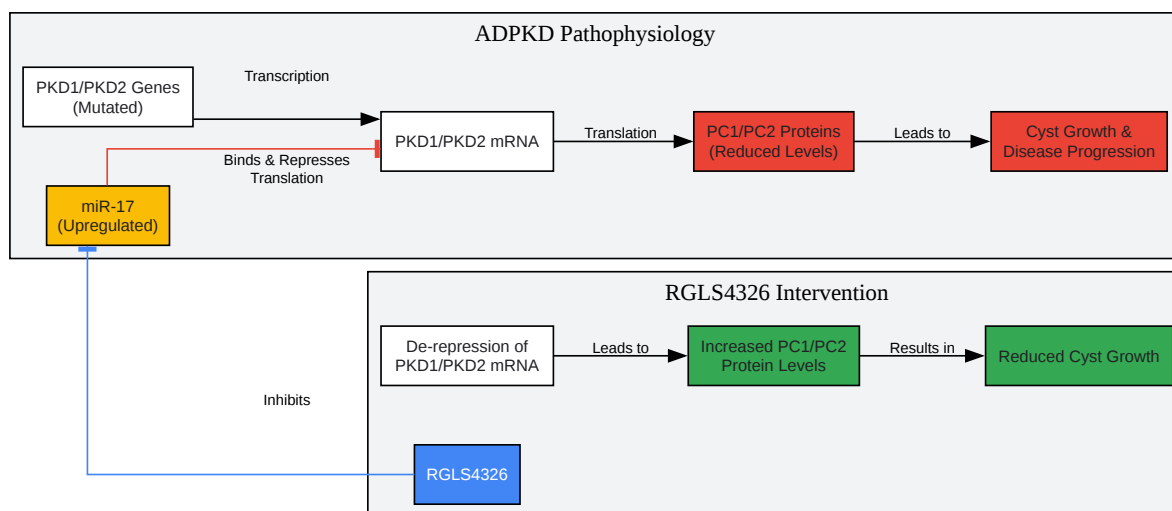 ADPKD Pathophysiology
PKD1/PKD2 Genes
(Mutated)
Transcription
PKD1/PKD2 mRNA
Translation
PC1/PC2 Proteins
(Reduced Levels)
Leads to
Cyst Growth &
Disease Progression
Binds & Represses
Translation
miR-17
(Upregulated)
RGLS4326 Intervention
De-repression of
PKD1/PKD2 mRNA
Leads to
Increased PC1/PC2
Protein Levels
Results in
Reduced Cyst Growth
Inhibits
RGLS4326